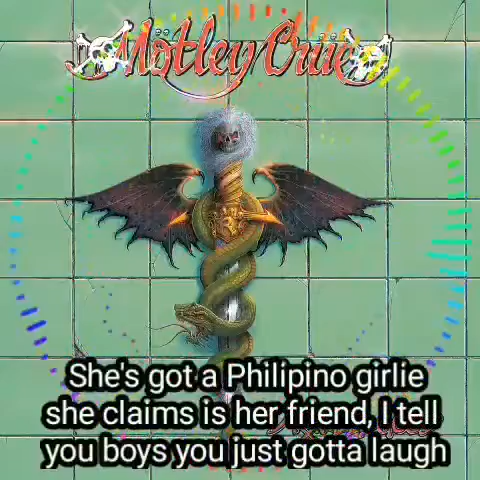 Mötley Crüe
She's got a Philipino girlie
she claims is her friend, I tell
you boys you just gotta laugh